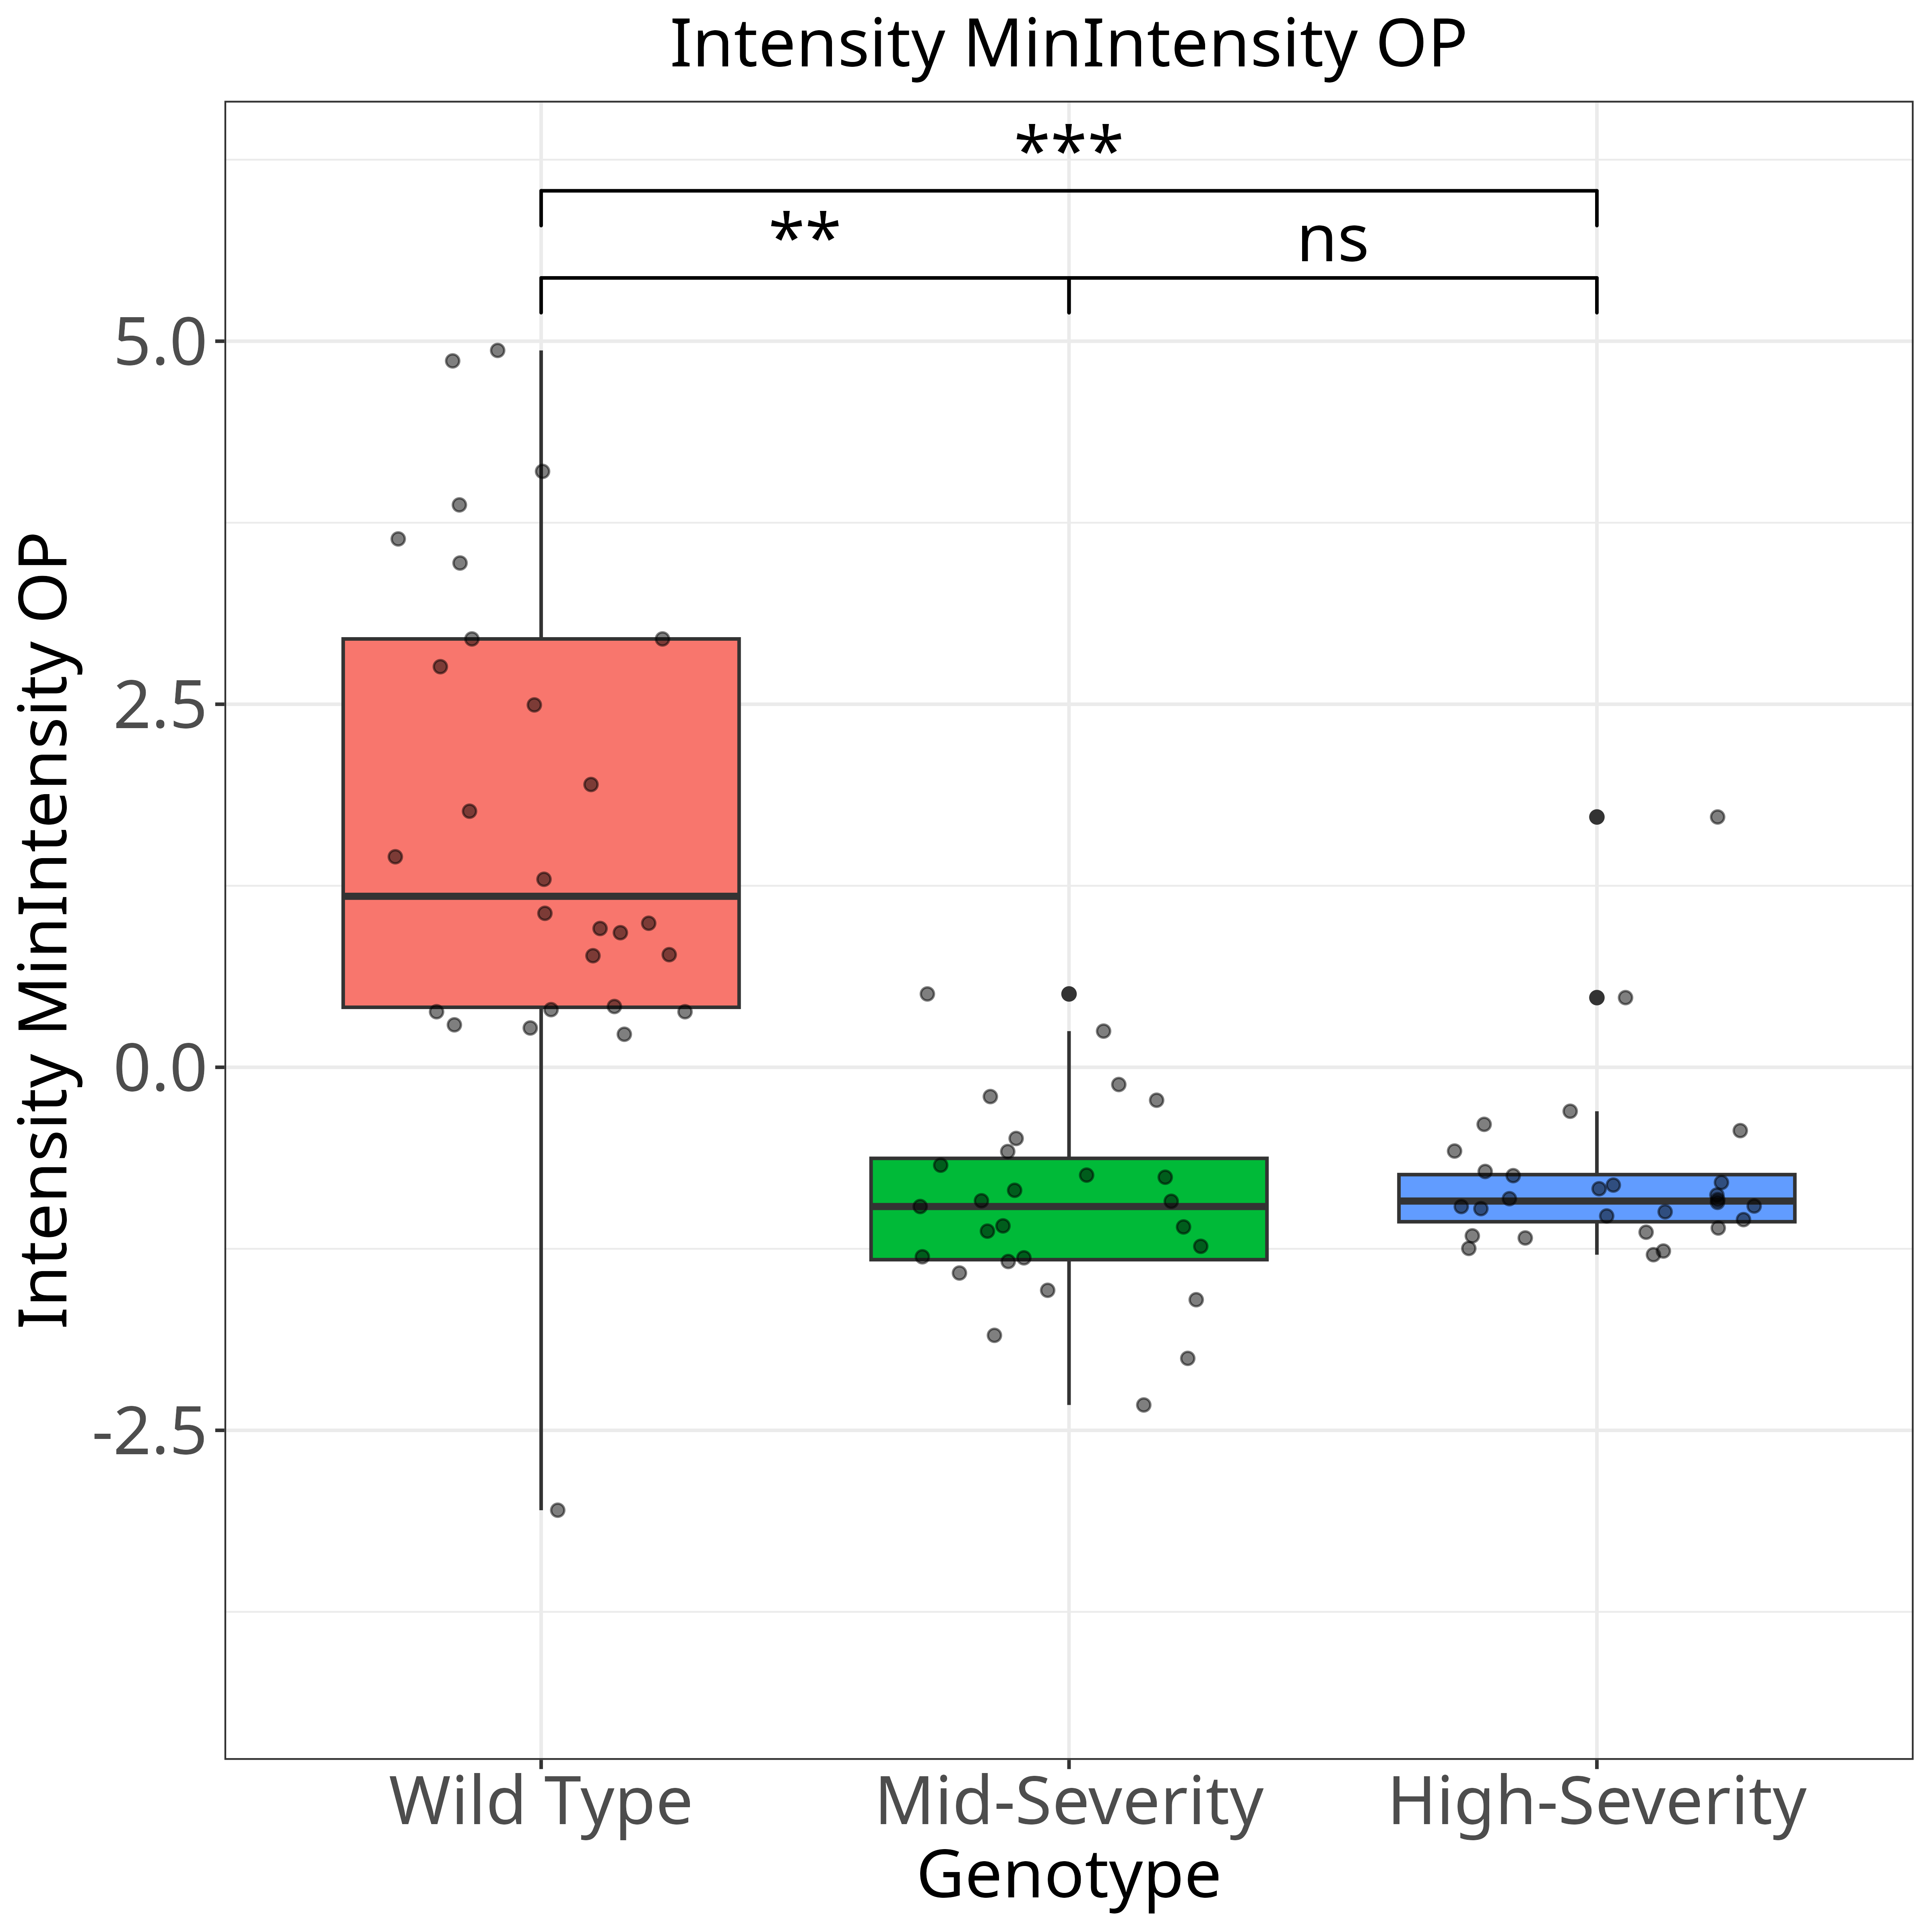 Intensity MinIntensity OP
***
**
ns
Intensity MinIntensity OP
5.0
2.5
0.0
-2.5
Wild Type
Mid-Severity
High-Severity
Genotype